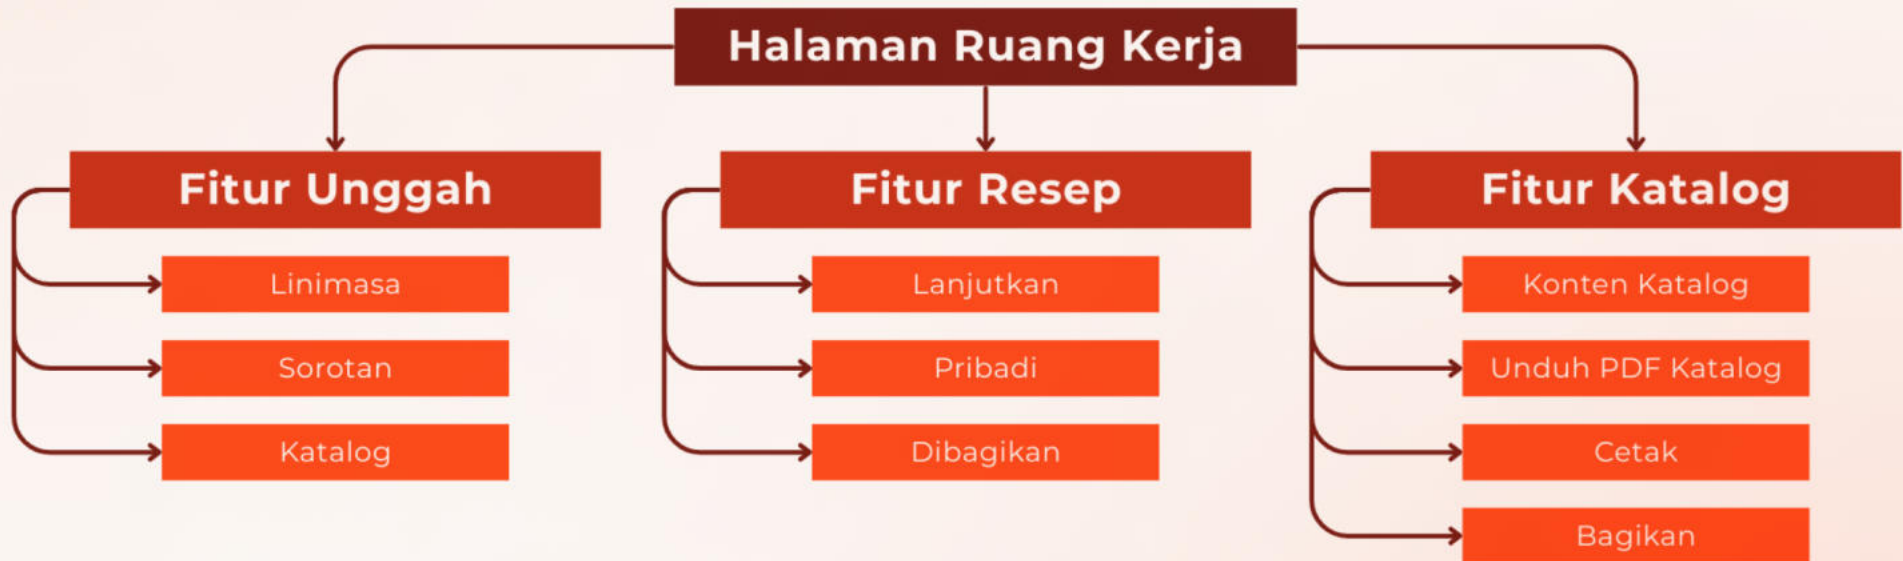 Halaman Ruang Kerja
Fitur Unggah
Linimasa
Sorotan
Katalog
Fitur Resep
Lanjutkan
Pribadi
Dibagikan
Fitur Katalog
Konten Katalog
Unduh PDF Katalog
Cetak
Bagikan